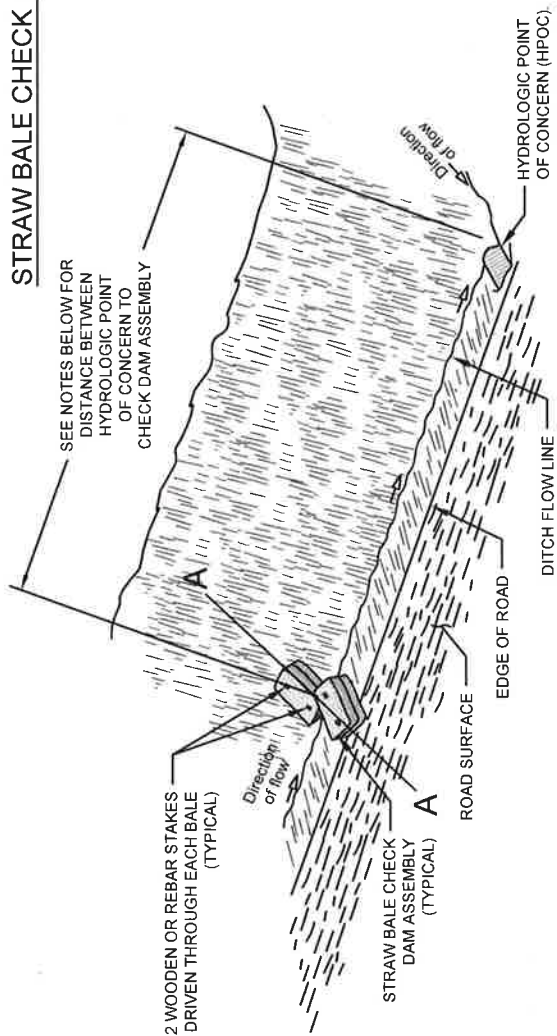 STRAW BALE CHECK
SEE NOTES BELOW FOR
DISTANCE BETWEEN
HYDROLOGIC POINT
OF CONCERN TO
CHECK DAM ASSEMBLY
2 WOODEN OR REBAR STAKES
DRIVEN THROUGH EACH BALE
(TYPICAL)
A
Direction
of flow
Direction
of flow
STRAW BALE CHECK
DAM ASSEMBLY
(TYPICAL)
A
ROAD SURFACE
EDGE OF ROAD
DITCH FLOW LINE
HYDROLOGIC POINT
OF CONCERN (HPOC)